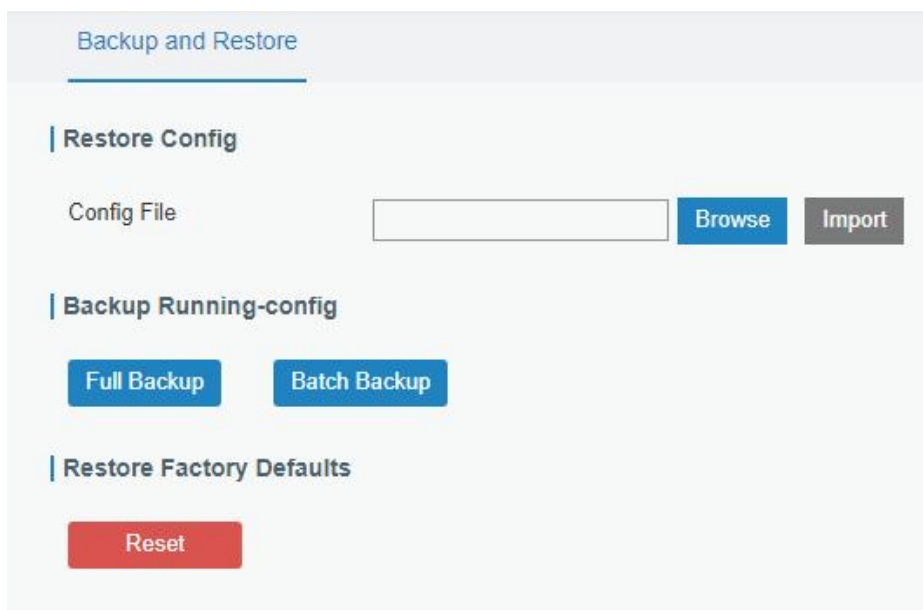 Backup and Restore
Restore Config
Config File Browse Import
Backup Running-config
Full Backup Batch Backup
Restore Factory Defaults
Reset